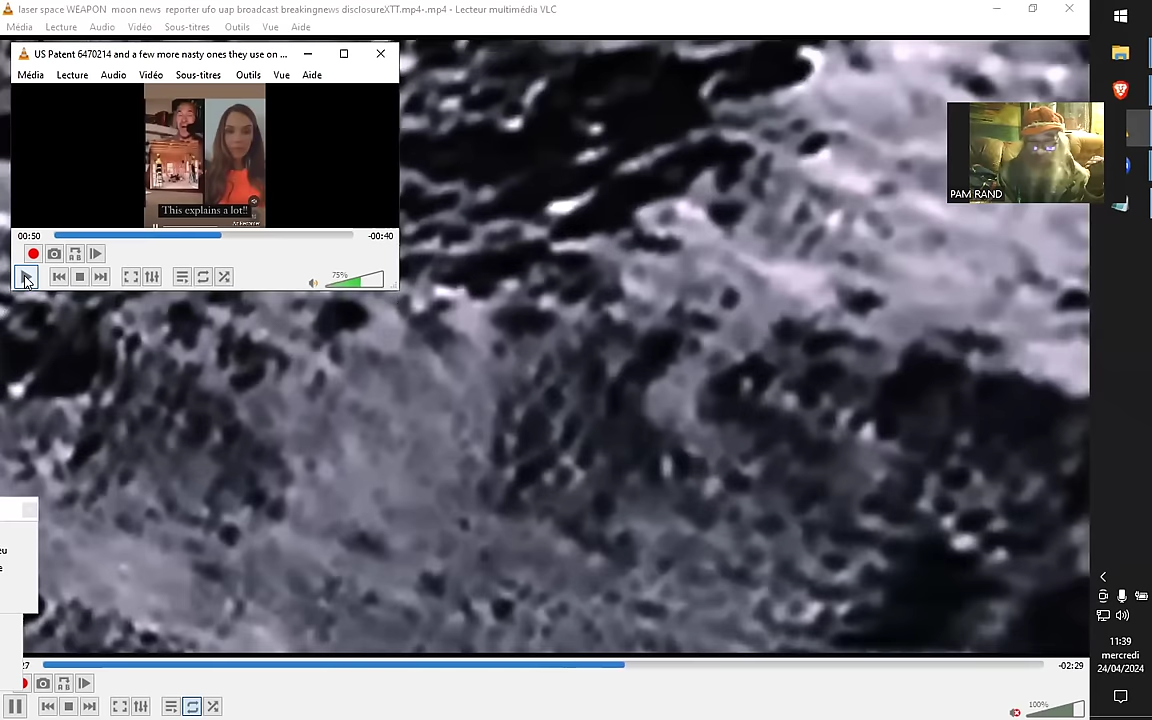 laser space WEAPON moon news reporter ufo uap broadcast breakingnews disclosureXTT.mp4-.mp4 - Lecteur multimédia VLC
Média Lecture Audio Vidéo Sous-titres Outils Vue Aide
US Patent 6470214 and a few more nasty ones they use on ...
Média Lecture Audio Vidéo Sous-titres Outils Vue Aide
This explains a lot!!
00:50
-00:40
75%
PAM RAND
eu
e
27
-02:29
100%
11:39
mercredi
24/04/2024